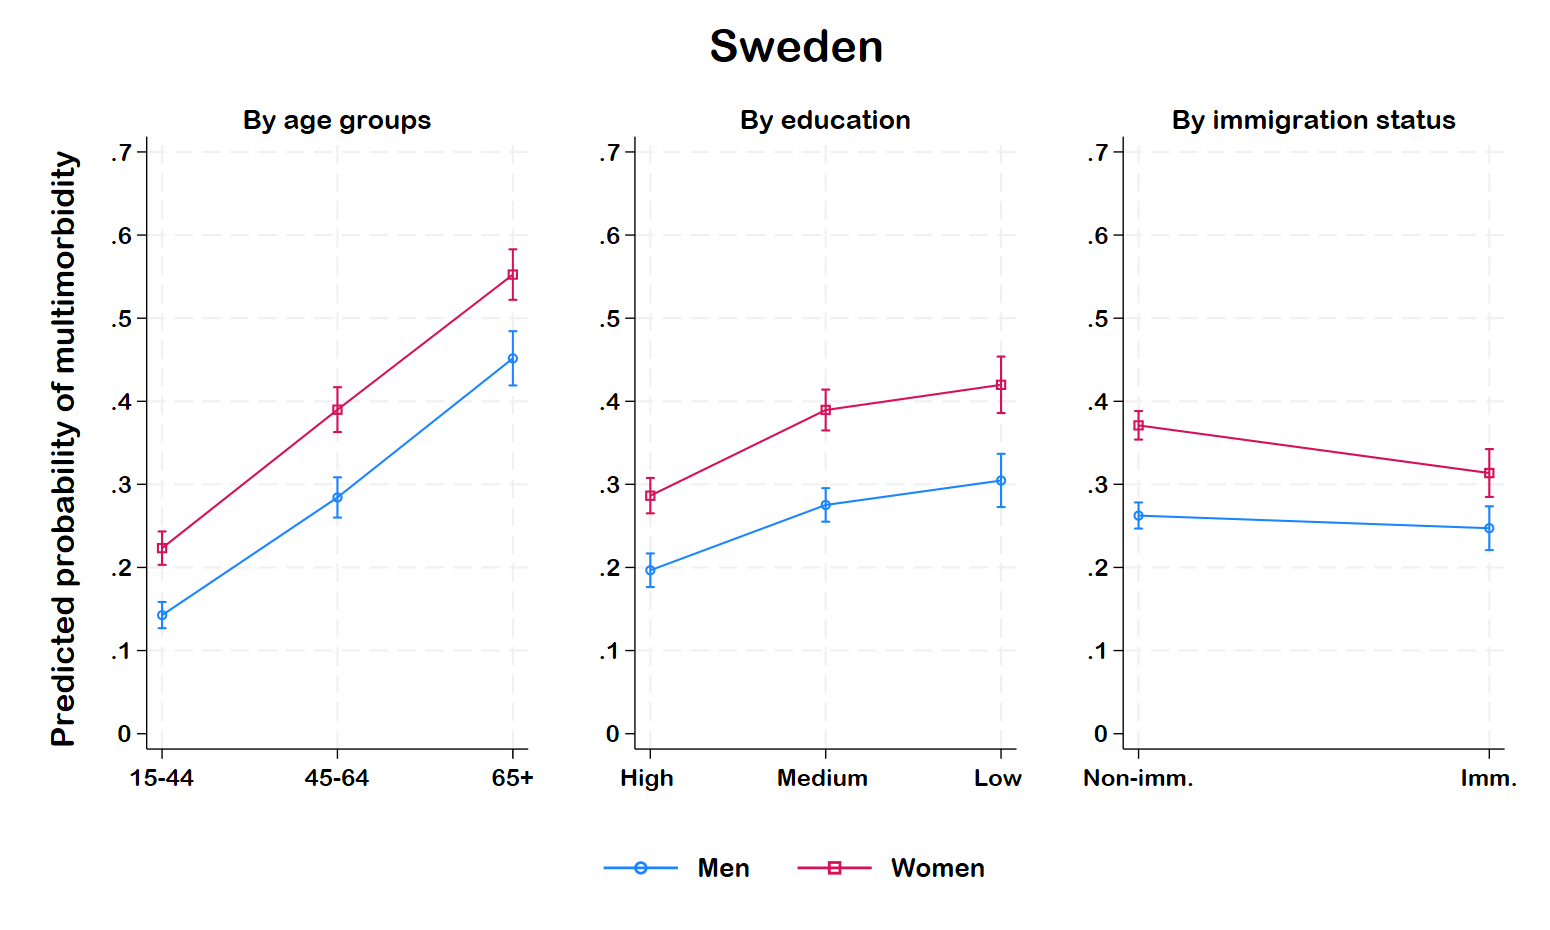 Sweden
By age groups
By education
By immigration status
Predicted probability of multimorbidity
.7
.6
.5
.4
.3
.2
.1
0
15-44
45-64
65+
.7
.6
.5
.4
.3
.2
.1
0
High
Medium
Low
.7
.6
.5
.4
.3
.2
.1
0
Non-imm.
Imm.
Men
Women